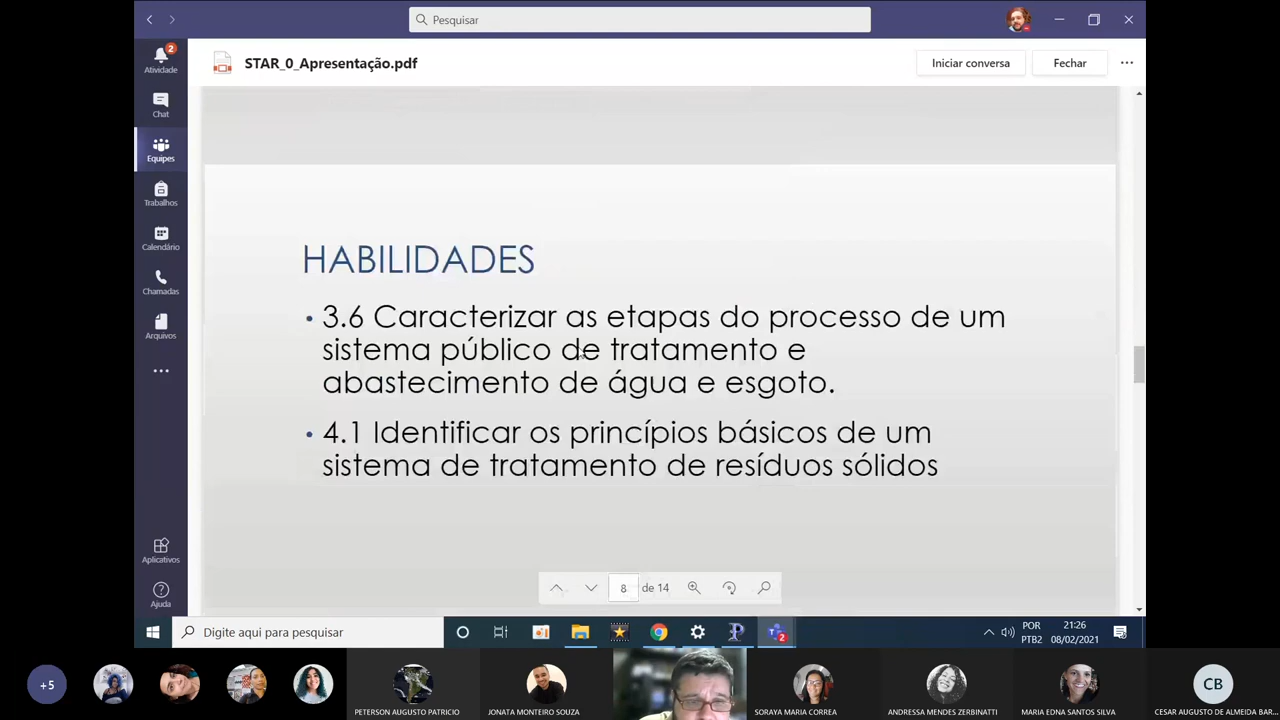 Pesquisar
2
Atividade
Chat
Equipes
Trabalhos
Calendário
Chamadas
Arquivos
Aplicativos
Ajuda
STAR_0_Apresentação.pdf
Iniciar conversa
Fechar
HABILIDADES
• 3.6 Caracterizar as etapas do processo de um
sistema público de tratamento e
abastecimento de água e esgoto.
• 4.1 Identificar os princípios básicos de um
sistema de tratamento de resíduos sólidos
8 de 14
Digite aqui para pesquisar
2
POR
PTB2
21:26
08/02/2021
+5
PETERSON AUGUSTO PATRICIO
JONATA MONTEIRO SOUZA
SORAYA MARIA CORREA
ANDRESSA MENDES ZERBINATTI
MARIA EDNA SANTOS SILVA
CB
CESAR AUGUSTO DE ALMEIDA BAR...